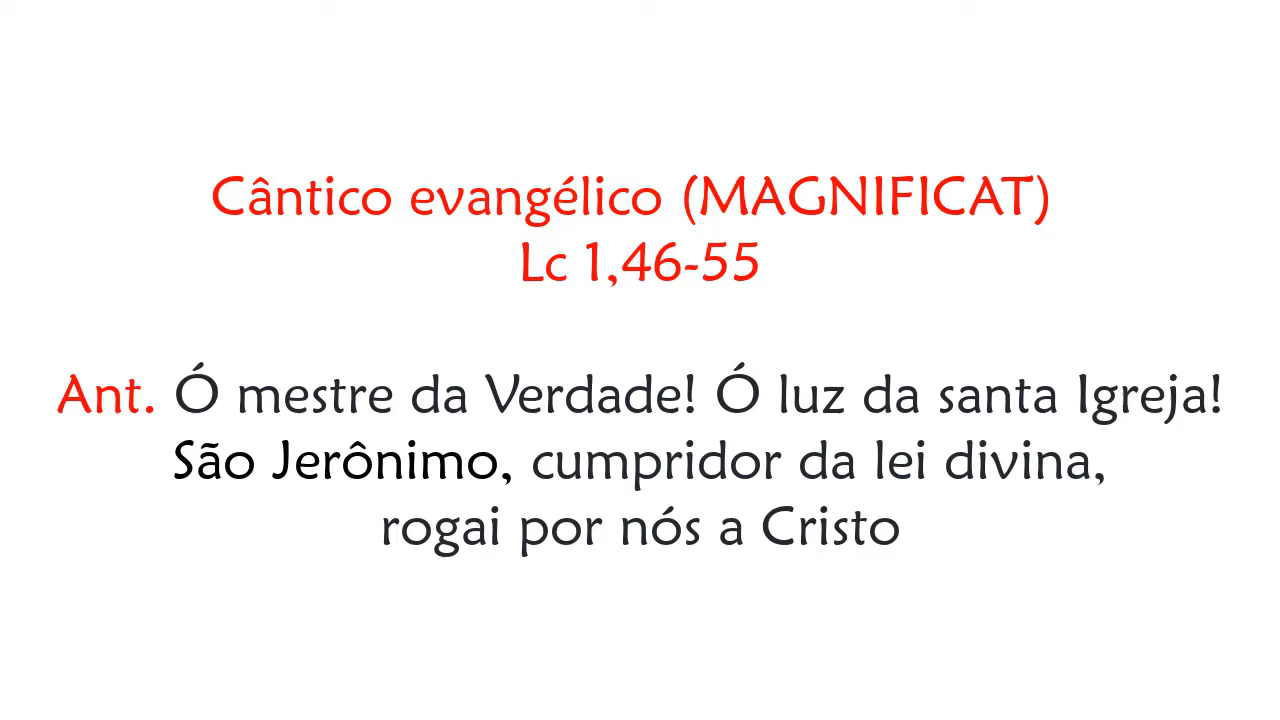 Cântico evangélico (MAGNIFICAT)
Lc 1,46-55
Ant. Ó mestre da Verdade! Ó luz da santa Igreja!
São Jerônimo, cumpridor da lei divina,
rogai por nós a Cristo